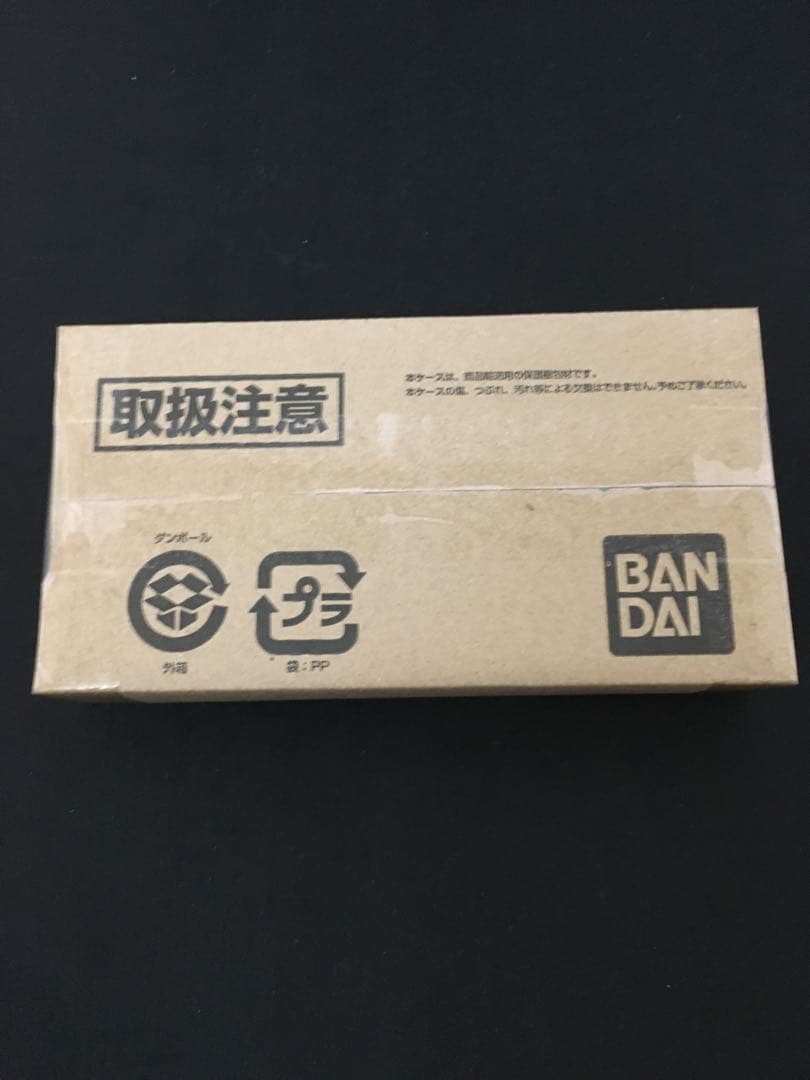 取扱注意
本ケースは、商品輸送用の保護梱包材です。
本ケースの傷、つぶれ、汚れ等による交換はできません。予めご了承ください。
ダンボール
外箱
プラ
袋:PP
BAN
DAI